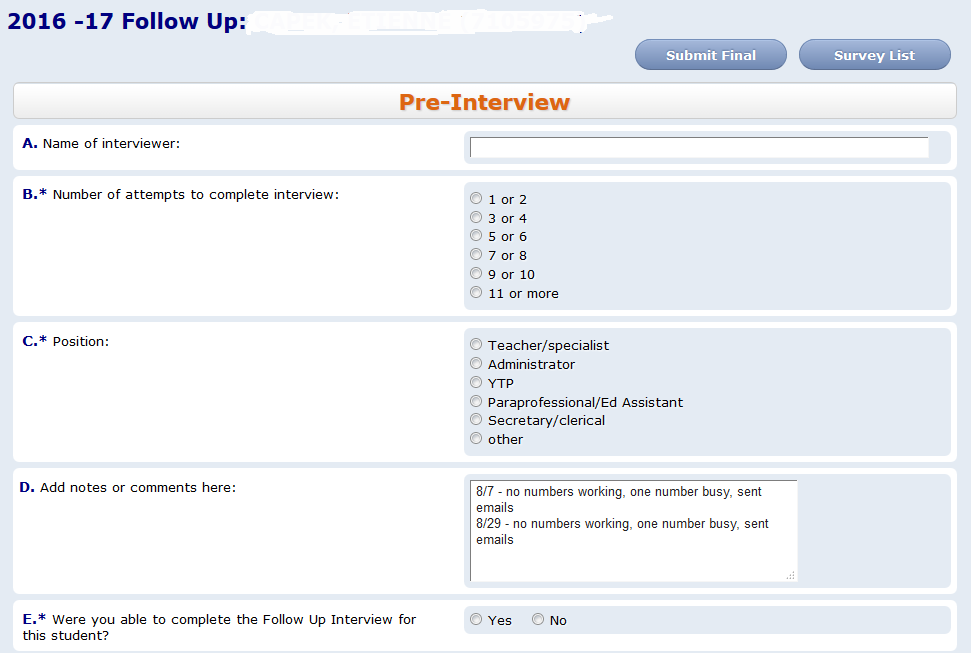 2016 -17 Follow Up:
Submit Final
Survey List
Pre-Interview
A. Name of interviewer:
B.* Number of attempts to complete interview:
1 or 2
3 or 4
5 or 6
7 or 8
9 or 10
11 or more
C.* Position:
Teacher/specialist
Administrator
YTP
Paraprofessional/Ed Assistant
Secretary/clerical
other
D. Add notes or comments here:
8/7 - no numbers working, one number busy, sent
emails
8/29 - no numbers working, one number busy, sent
emails
E.* Were you able to complete the Follow Up Interview for
this student?
Yes No